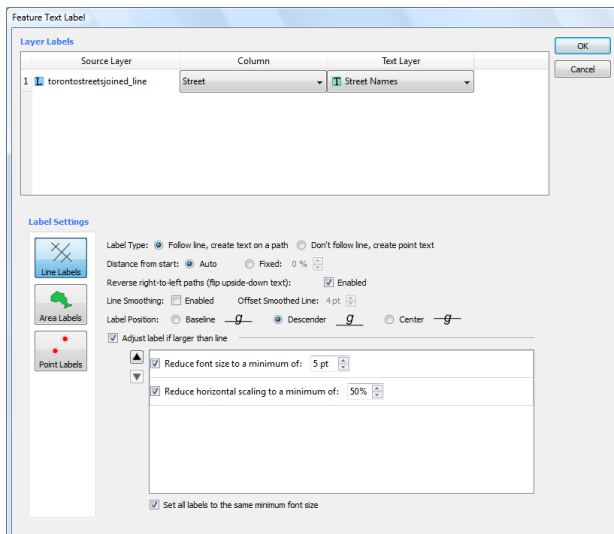 Feature Text Label
Layer Labels
OK
Cancel
Source Layer Column Text Layer
1 L torontostreetsjoined_line Street T Street Names
Label Settings
Line Labels
Area Labels
Point Labels
Label Type: Follow line, create text on a path Don't follow line, create point text
Distance from start: Auto Fixed: 0 %
Reverse right-to-left paths (flip upside-down text): Enabled
Line Smoothing: Enabled Offset Smoothed Line: 4 pt
Label Position: Baseline g Descender g Center g
Adjust label if larger than line
Reduce font size to a minimum of: 5 pt
Reduce horizontal scaling to a minimum of: 50%
Set all labels to the same minimum font size